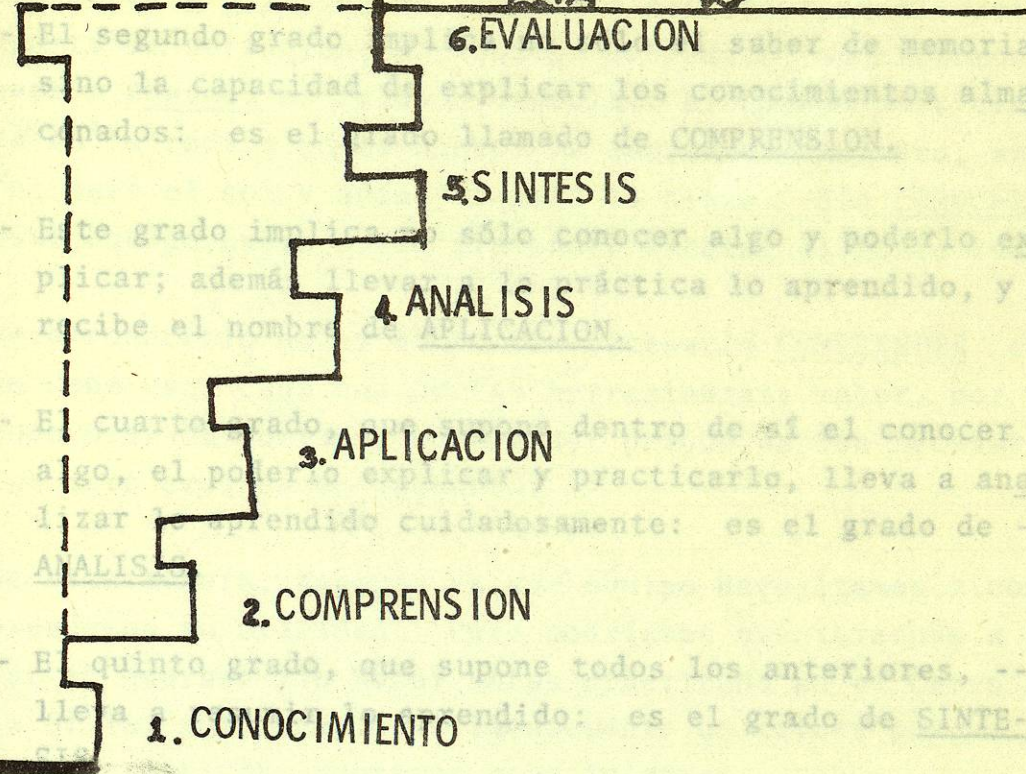 6. EVALUACION
- El segundo grado implica no sólo el saber de memoria
sino la capacidad de explicar los conocimientos alma
cenados: es el grado llamado de COMPRENSION.
5. SINTESIS
- Este grado implica no sólo conocer algo y poderlo ex
plicar; además llevar a la práctica lo aprendido, y
recibe el nombre de APLICACION.
4. ANALISIS
- El cuarto grado, que supone dentro de sí el conocer
algo, el poderlo explicar y practicarlo, lleva a ana
lizar lo aprendido cuidadosamente: es el grado de -
ANALISIS.
3. APLICACION
2. COMPRENSION
- El quinto grado, que supone todos los anteriores, --
lleva a lo aprendido: es el grado de SINTE-
SIS
1. CONOCIMIENTO